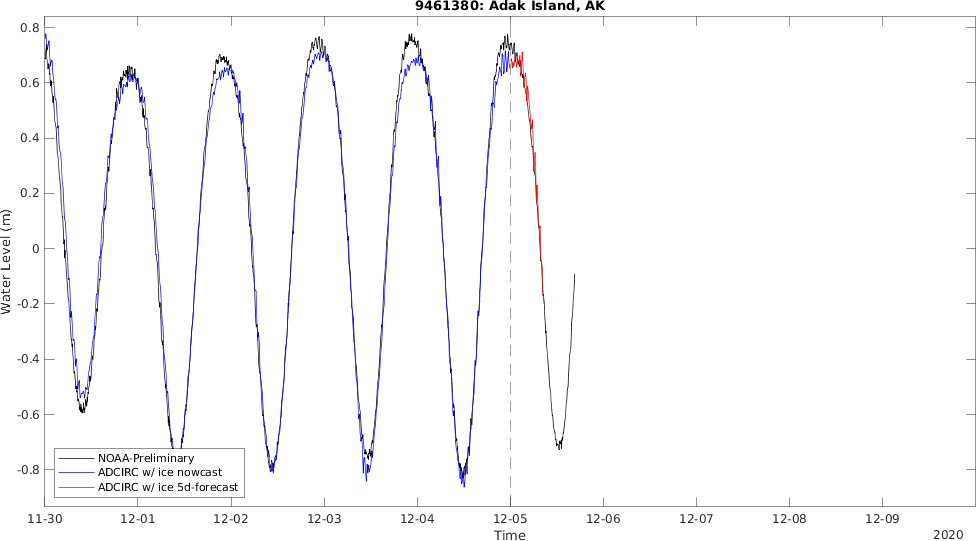 9461380: Adak Island, AK
0.8
0.6
0.4
0.2
0
-0.2
-0.4
-0.6
-0.8
Water Level (m)
NOAA-Preliminary
ADCIRC w/ ice nowcast
ADCIRC w/ ice 5d-forecast
11-30 12-01 12-02 12-03 12-04 12-05 12-06 12-07 12-08 12-09
Time
2020